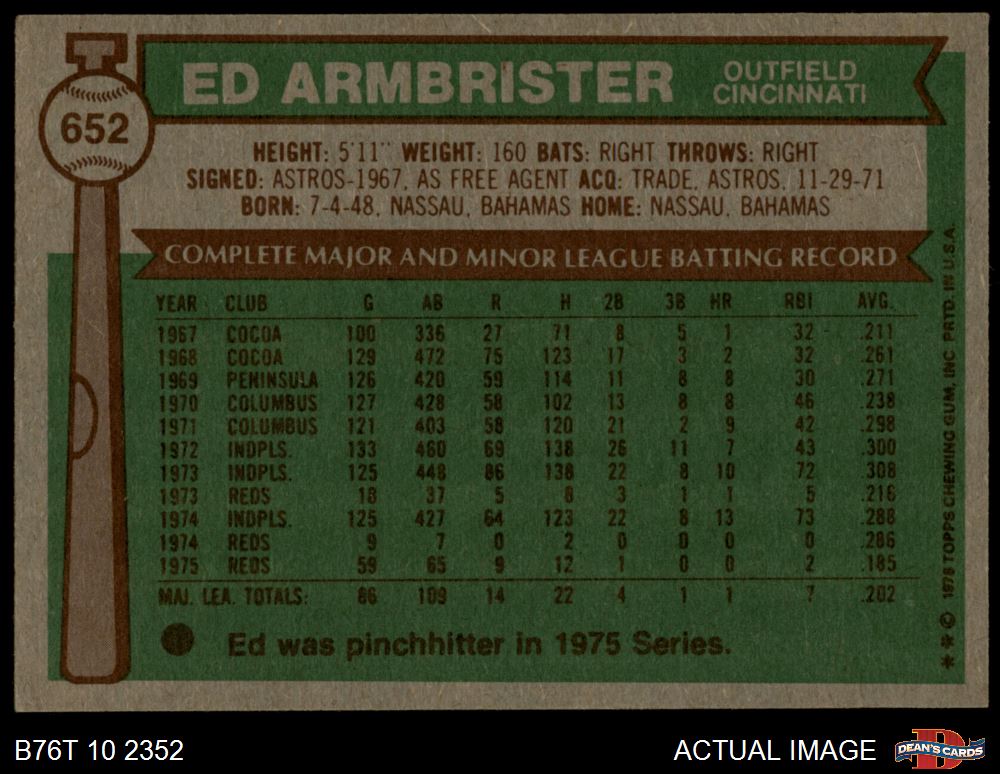 652
ED ARMBRISTER
OUTFIELD
CINCINNATI
HEIGHT: 5'11" WEIGHT: 160 BATS: RIGHT THROWS: RIGHT
SIGNED: ASTROS-1967, AS FREE AGENT ACQ: TRADE, ASTROS, 11-29-71
BORN: 7-4-48, NASSAU, BAHAMAS HOME: NASSAU, BAHAMAS
COMPLETE MAJOR AND MINOR LEAGUE BATTING RECORD
YEAR CLUB G AB R H 2B 3B HR RBI AVG.
1967 COCOA 100 336 27 71 8 5 1 32 .211
1968 COCOA 129 472 75 123 17 3 2 32 .261
1969 PENINSULA 126 420 59 114 11 8 8 30 .271
1970 COLUMBUS 127 428 58 102 13 8 8 46 .238
1971 COLUMBUS 121 403 58 120 21 2 9 42 .298
1972 INDPLS. 133 460 69 138 26 11 7 43 .300
1973 INDPLS. 125 448 86 138 22 8 10 72 .308
1973 REDS 18 37 5 8 3 1 1 5 .216
1974 INDPLS. 125 427 64 123 22 8 13 73 .288
1974 REDS 9 7 0 2 0 0 0 0 .286
1975 REDS 59 65 9 12 1 0 0 2 .185
MAJ. LEA. TOTALS: 86 109 14 22 4 1 1 7 .202
Ed was pinchhitter in 1975 Series.
* * © 1976 TOPPS CHEWING GUM, INC. PRTD. IN U.S.A.
B76T 10 2352
ACTUAL IMAGE
DEAN'S CARDS